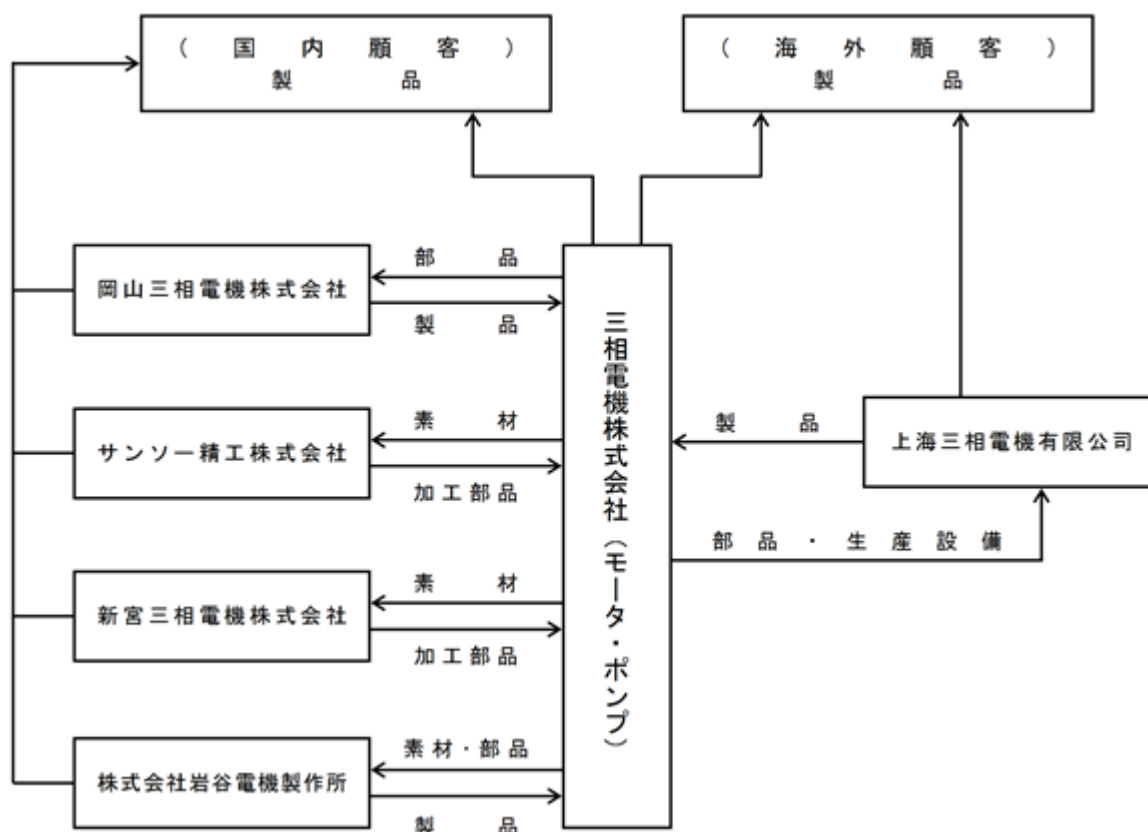 （国内顧客）
製品
（海外顧客）
製品
岡山三相電機株式会社
部品
製品
サンソー精工株式会社
素材
加工部品
新宮三相電機株式会社
素材
加工部品
株式会社岩谷電機製作所
素材・部品
製品
三相電機株式会社（モータ・ポンプ）
製品
上海三相電機有限公司
部品・生産設備